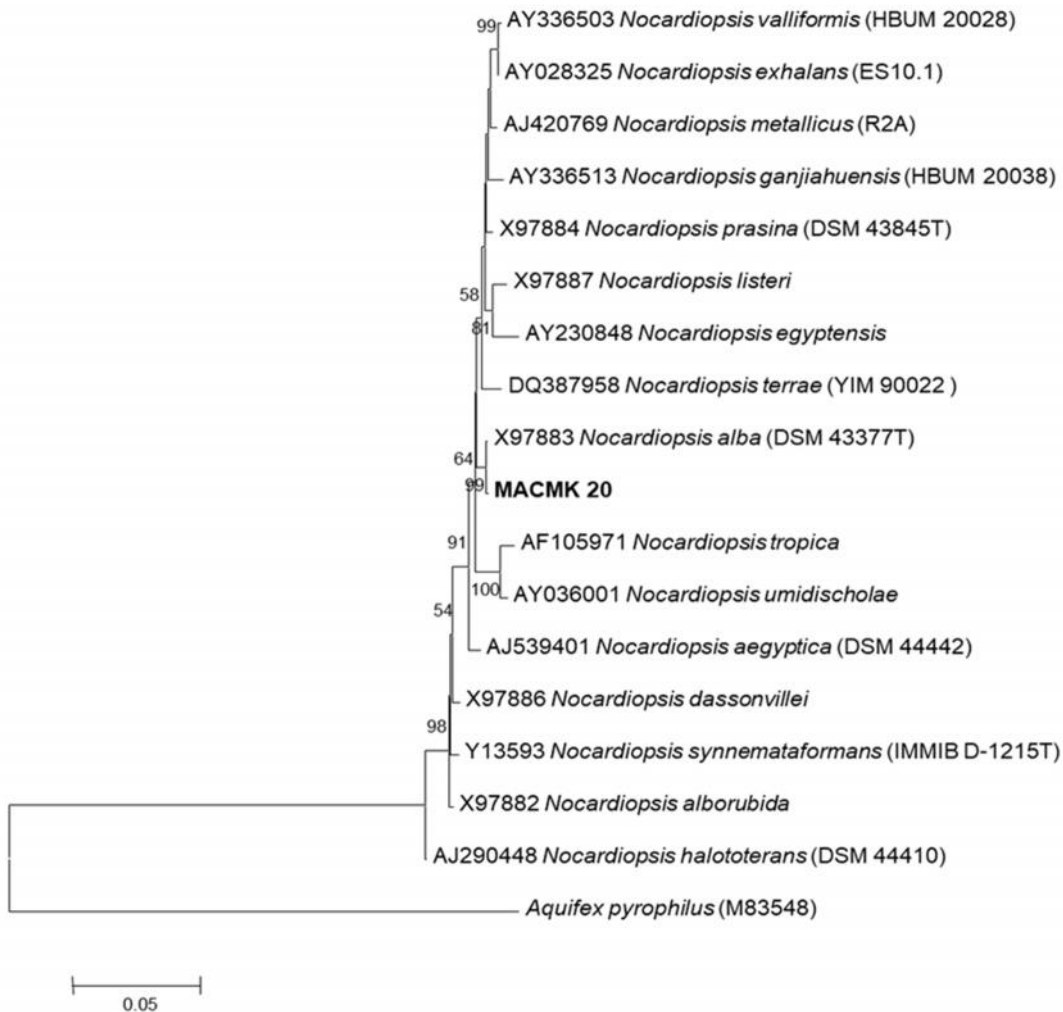 99
AY336503 Nocardiopsis valliformis (HBUM 20028)
AY028325 Nocardiopsis exhalans (ES10.1)
AJ420769 Nocardiopsis metallicus (R2A)
AY336513 Nocardiopsis ganjiahuensis (HBUM 20038)
X97884 Nocardiopsis prasina (DSM 43845T)
X97887 Nocardiopsis listeri
58
81
AY230848 Nocardiopsis egyptensis
DQ387958 Nocardiopsis terrae (YIM 90022 )
X97883 Nocardiopsis alba (DSM 43377T)
64
99
MACMK 20
AF105971 Nocardiopsis tropica
91
100
AY036001 Nocardiopsis umidischolae
54
AJ539401 Nocardiopsis aegyptica (DSM 44442)
X97886 Nocardiopsis dassonvillei
98
Y13593 Nocardiopsis synnemataformans (IMMIB D-1215T)
X97882 Nocardiopsis alborubida
AJ290448 Nocardiopsis halototerans (DSM 44410)
Aquifex pyrophilus (M83548)
0.05